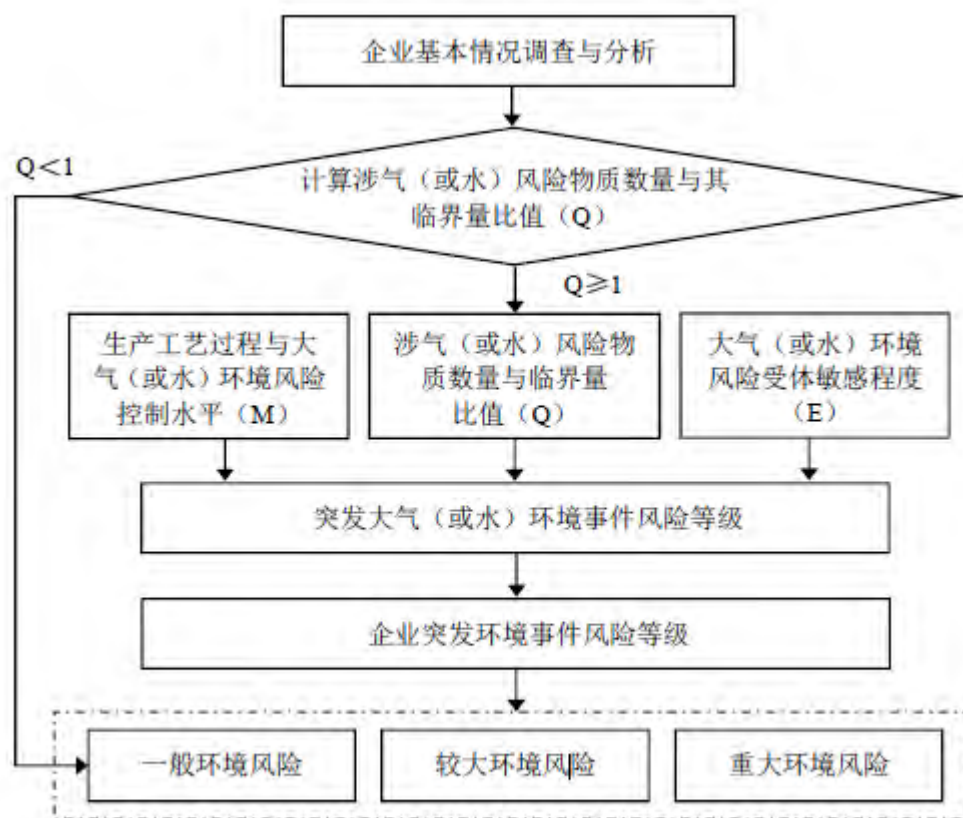 企业基本情况调查与分析
Q＜1
计算涉气（或水）风险物质数量与其
临界量比值（Q）
Q≥1
生产工艺过程与大
气（或水）环境风险
控制水平（M）
涉气（或水）风险物
质数量与临界量
比值（Q）
大气（或水）环境
风险受体敏感程度
（E）
突发大气（或水）环境事件风险等级
企业突发环境事件风险等级
一般环境风险
较大环境风险
重大环境风险